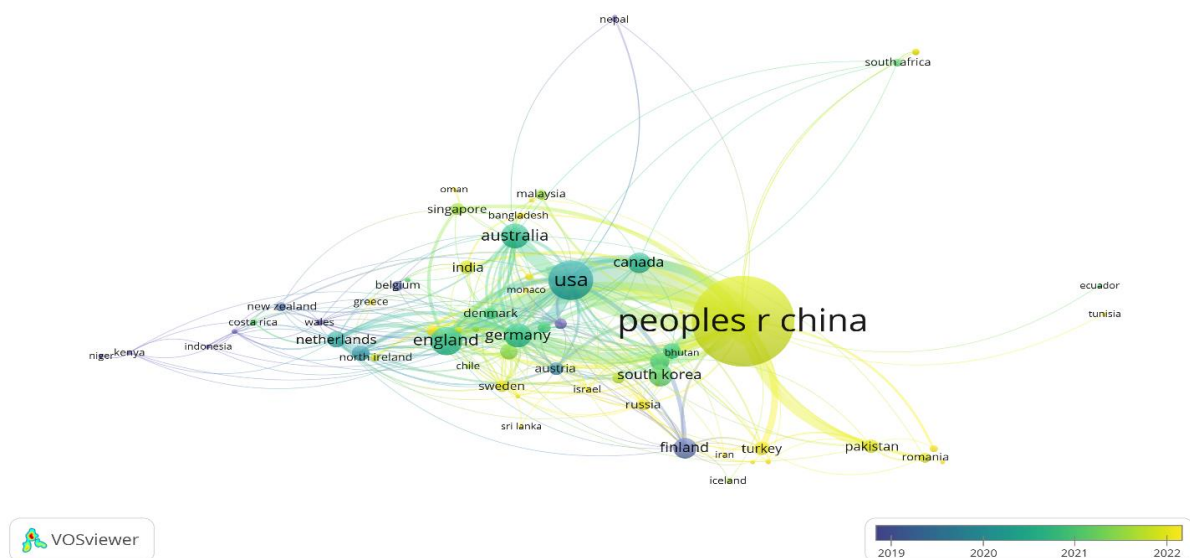 nepal
south africa
oman
malaysia
singapore
bangladesh
australia
india
usa
canada
belgium
monaco
ecuador
greece
new zealand
denmark
tunisia
costa rica
wales
peoples r china
netherlands
england
germany
indonesia
niger
kenya
north ireland
bhutan
chile
austria
south korea
sweden
israel
russia
sri lanka
finland
iran
turkey
pakistan
romania
iceland
VOSviewer
2019 2020 2021 2022